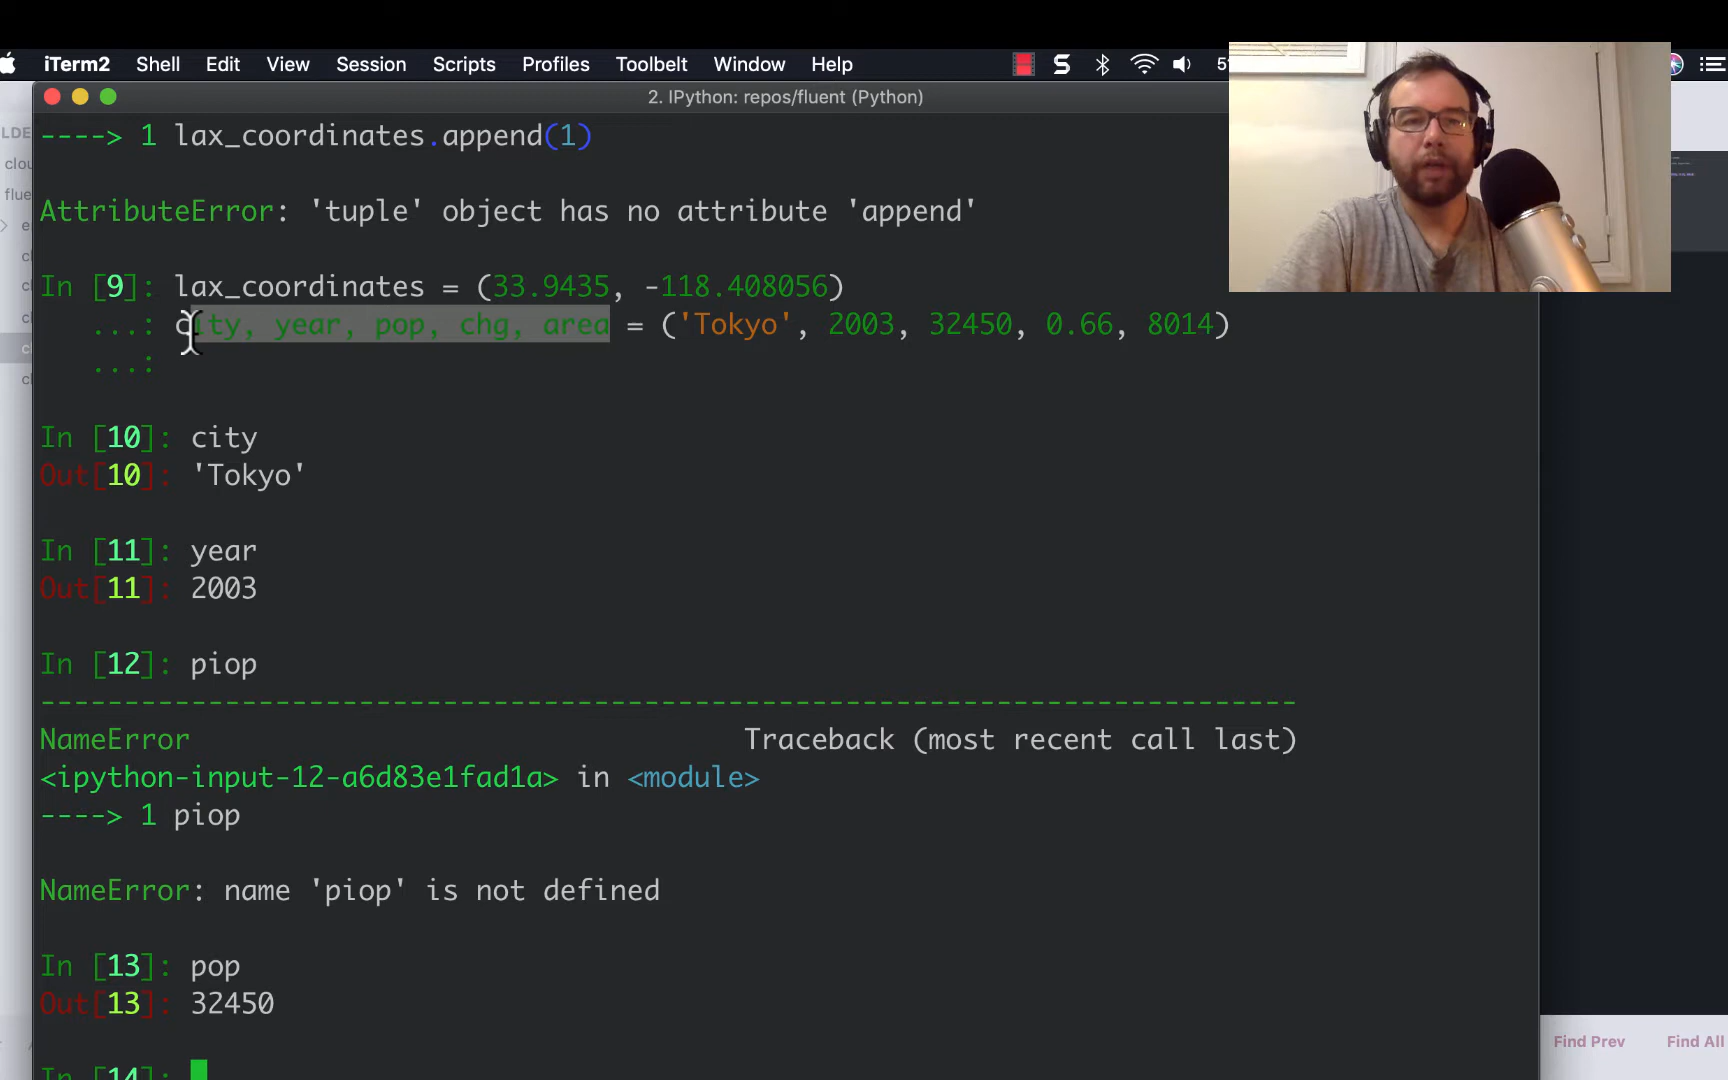 iTerm2 Shell Edit View Session Scripts Profiles Toolbelt Window Help
2. IPython: repos/fluent (Python)
----> 1 lax_coordinates.append(1)
AttributeError: 'tuple' object has no attribute 'append'
In [9]: lax_coordinates = (33.9435, -118.408056)
...: city, year, pop, chg, area = ('Tokyo', 2003, 32450, 0.66, 8014)
...:
In [10]: city
Out[10]: 'Tokyo'
In [11]: year
Out[11]: 2003
In [12]: piop
---------------------------------------------------------------------------
NameError Traceback (most recent call last)
<ipython-input-12-a6d83e1fad1a> in <module>
----> 1 piop
NameError: name 'piop' is not defined
In [13]: pop
Out[13]: 32450
In [14]:
Find Prev Find All